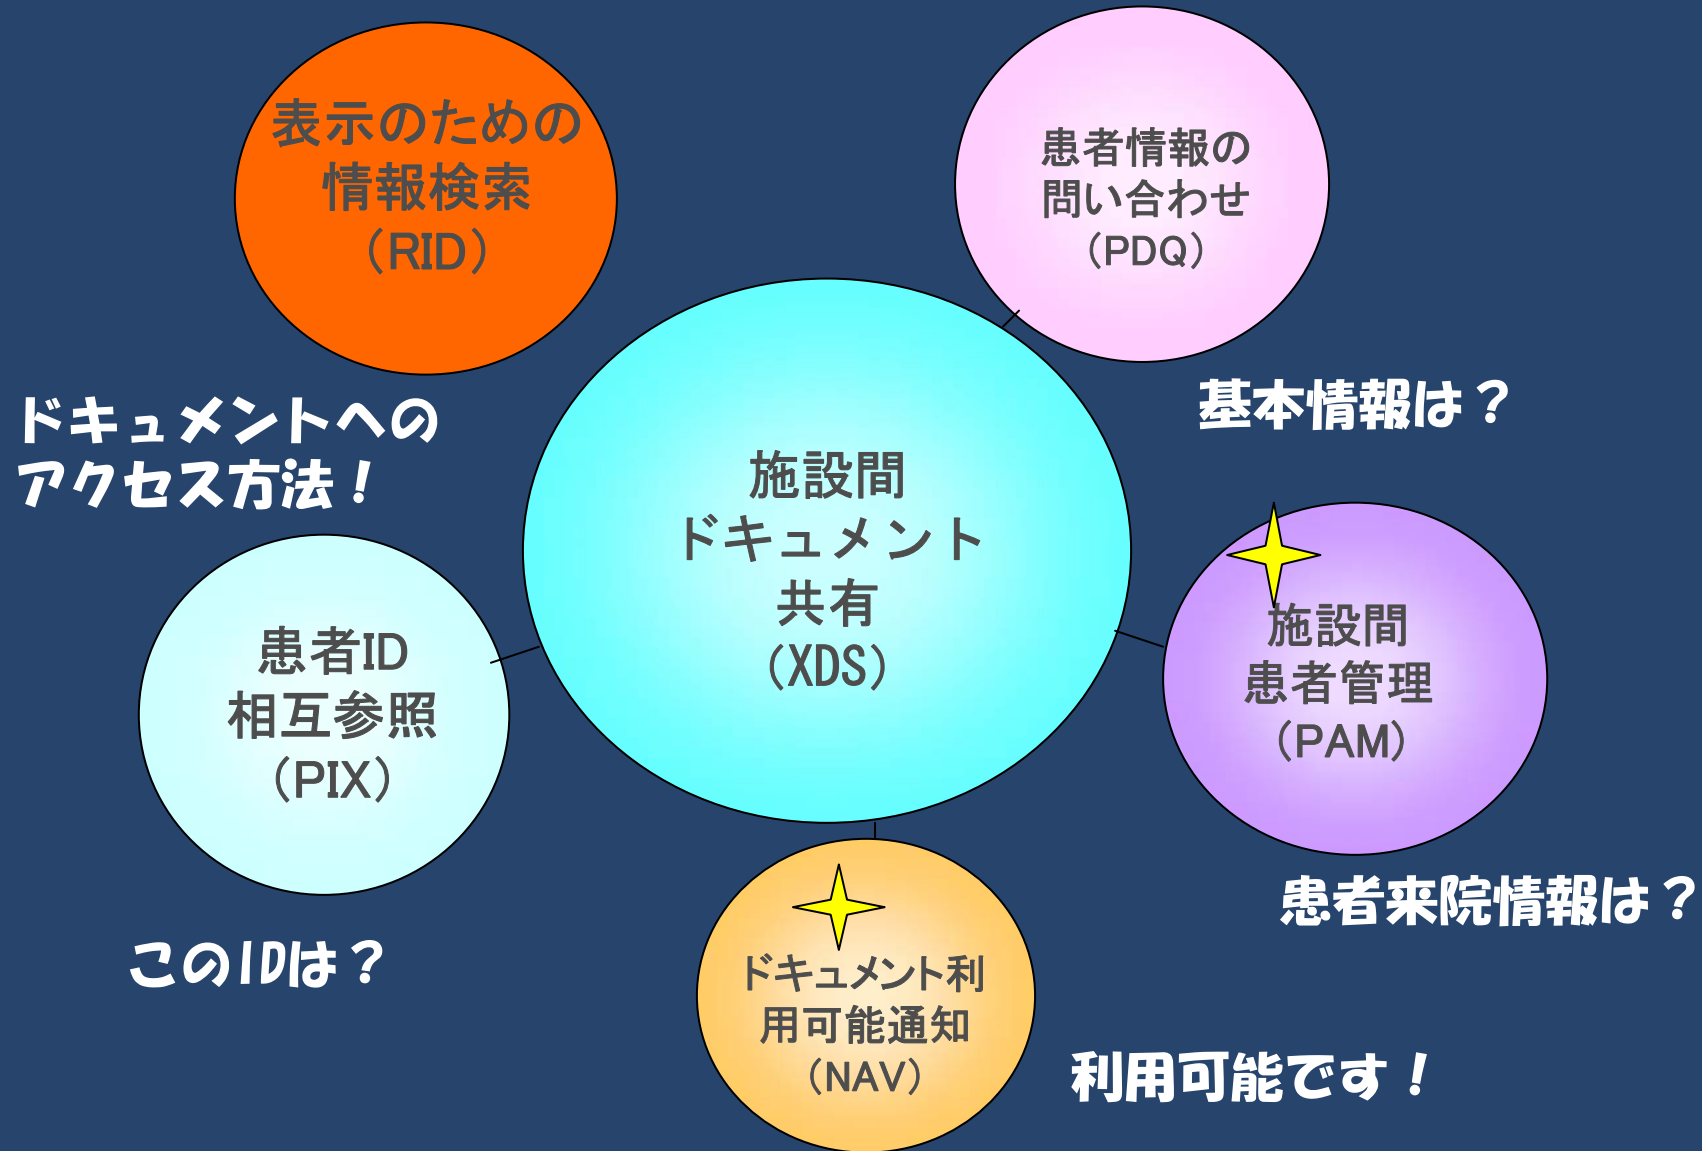 表示のための
情報検索
（RID）
患者情報の
問い合わせ
（PDQ）
ドキュメントへの
アクセス方法！
基本情報は？
施設間
ドキュメント
共有
（XDS）
患者ID
相互参照
（PIX）
施設間
患者管理
（PAM）
このIDは？
患者来院情報は？
ドキュメント利
用可能通知
（NAV）
利用可能です！